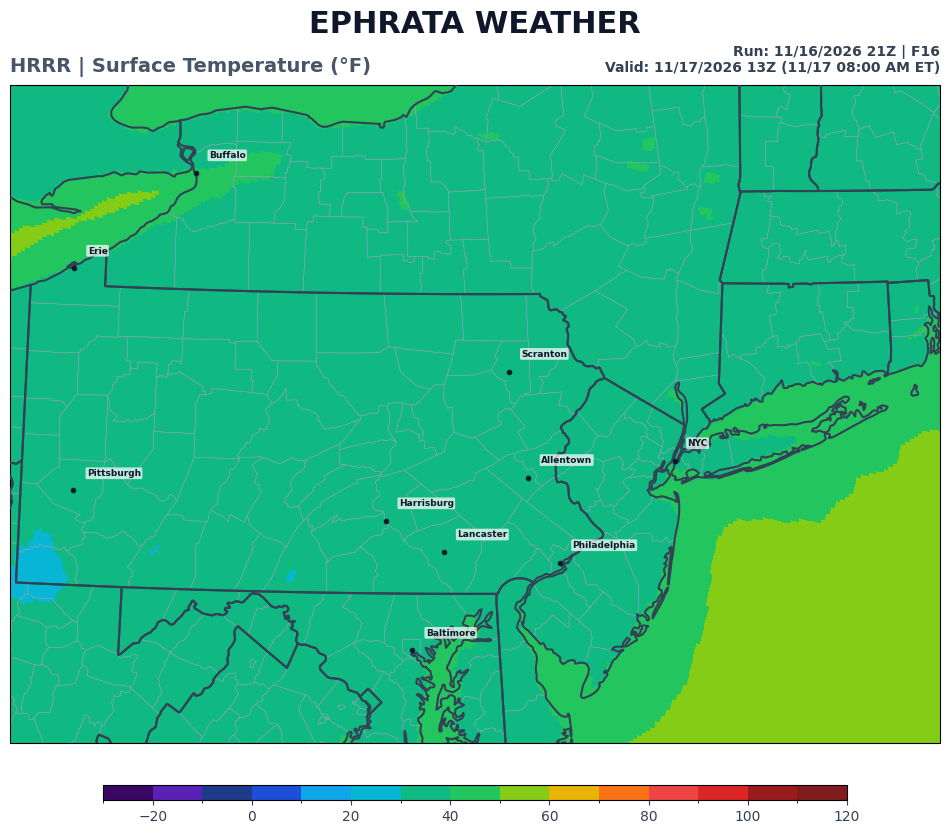 EPHRATA WEATHER
HRRR | Surface Temperature (°F)
Run: 11/16/2026 21Z | F16
Valid: 11/17/2026 13Z (11/17 08:00 AM ET)
Buffalo
Erie
Scranton
NYC
Allentown
Pittsburgh
Harrisburg
Lancaster
Philadelphia
Baltimore
−20 0 20 40 60 80 100 120